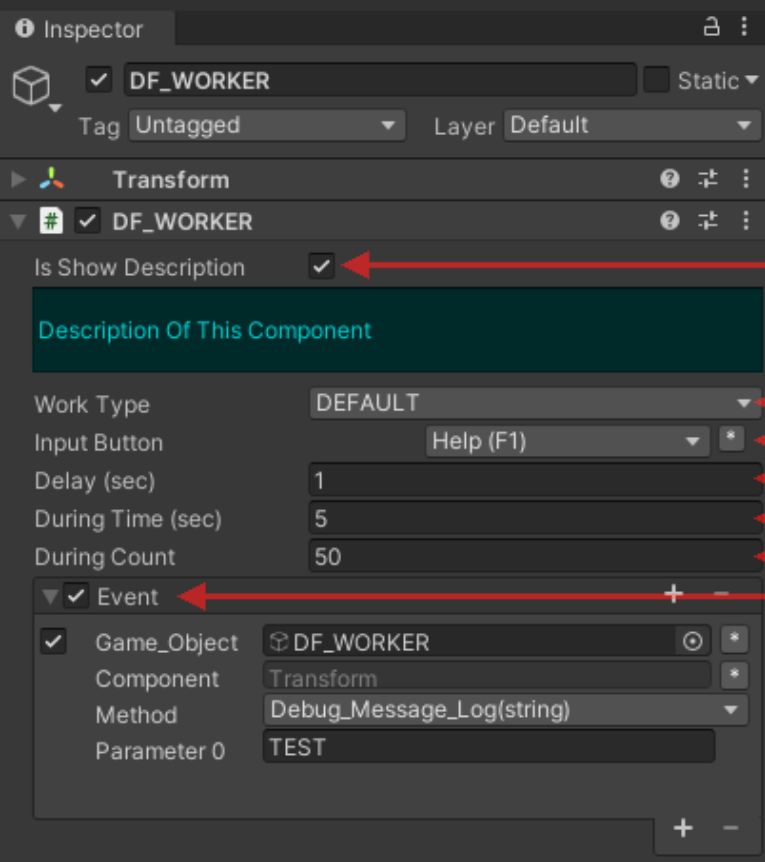 Inspector
DF_WORKER
Static
Tag Untagged Layer Default
Transform
# DF_WORKER
Is Show Description
Description Of This Component
Work Type DEFAULT
Input Button Help (F1) *
Delay (sec) 1
During Time (sec) 5
During Count 50
Event + -
Game_Object DF_WORKER *
Component Transform *
Method Debug_Message_Log(string)
Parameter 0 TEST
+ -